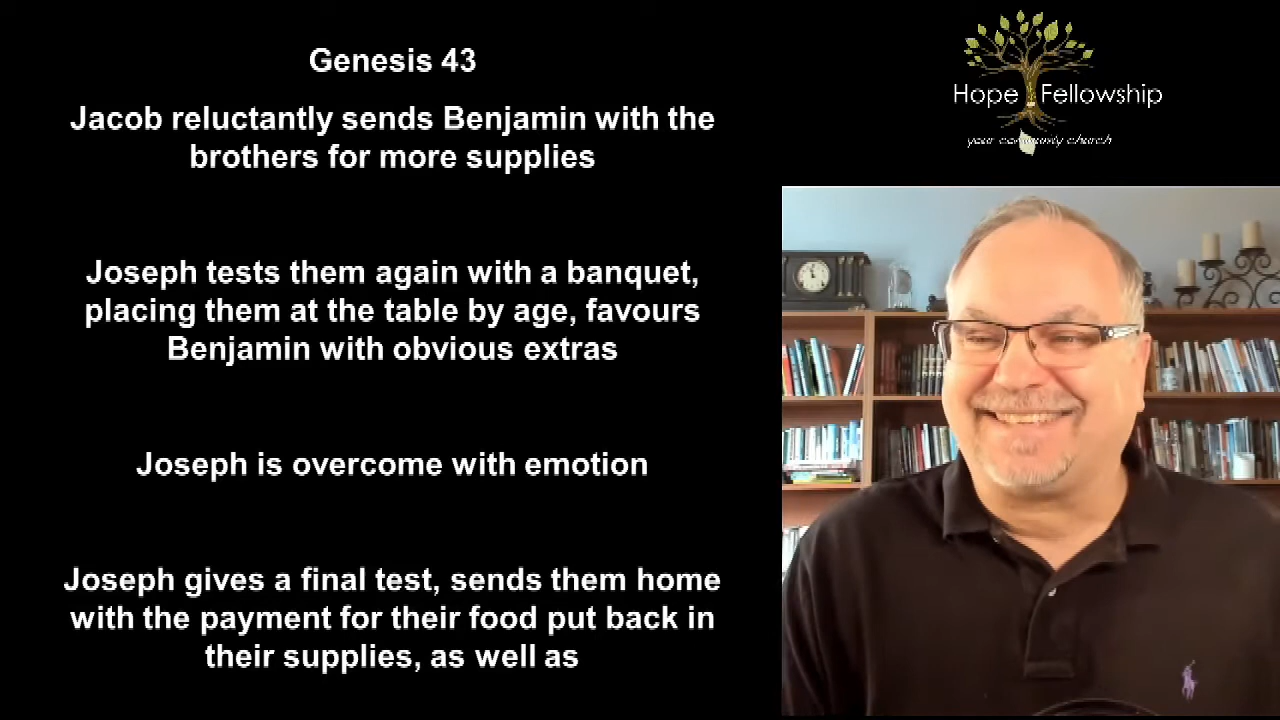 Genesis 43
Jacob reluctantly sends Benjamin with the
brothers for more supplies
Joseph tests them again with a banquet,
placing them at the table by age, favours
Benjamin with obvious extras
Joseph is overcome with emotion
Joseph gives a final test, sends them home
with the payment for their food put back in
their supplies, as well as
Hope Fellowship
your community church